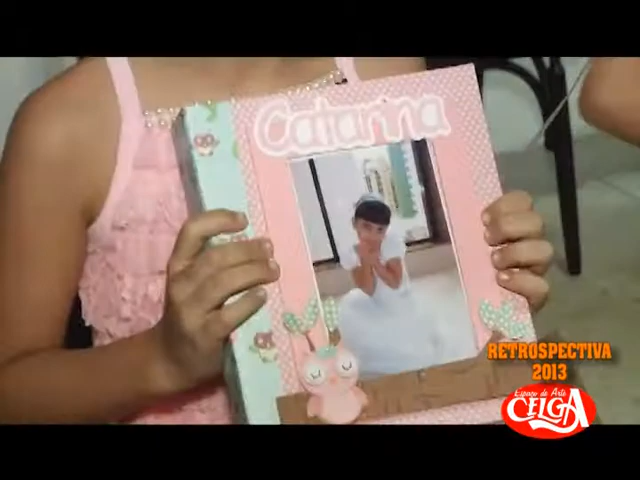 Catarina
RETROSPECTIVA
2013
Espaço de Arte
CELGA